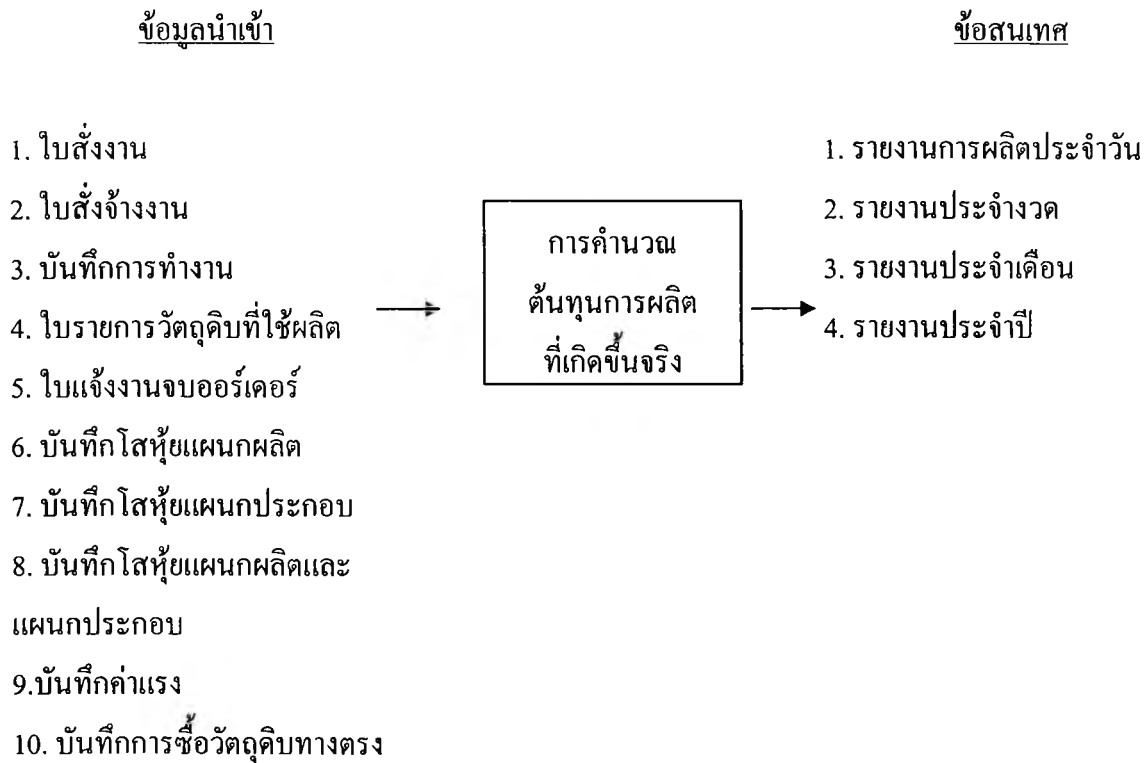 ข้อมูลนำเข้า
1. ใบสั่งงาน
2. ใบสั่งจ้างงาน
3. บันทึกการทำงาน
4. ใบรายการวัตถุดิบที่ใช้ผลิต
5. ใบแจ้งงานจบออร์เดอร์
6. บันทึกโสหุ้ยแผนกผลิต
7. บันทึกโสหุ้ยแผนกประกอบ
8. บันทึกโสหุ้ยแผนกผลิตและ
แผนกประกอบ
9.บันทึกค่าแรง
10. บันทึกการซื้อวัตถุดิบทางตรง
การคำนวณ
ต้นทุนการผลิต
ที่เกิดขึ้นจริง
ข้อสนเทศ
1. รายงานการผลิตประจำวัน
2. รายงานประจำงวด
3. รายงานประจำเดือน
4. รายงานประจำปี